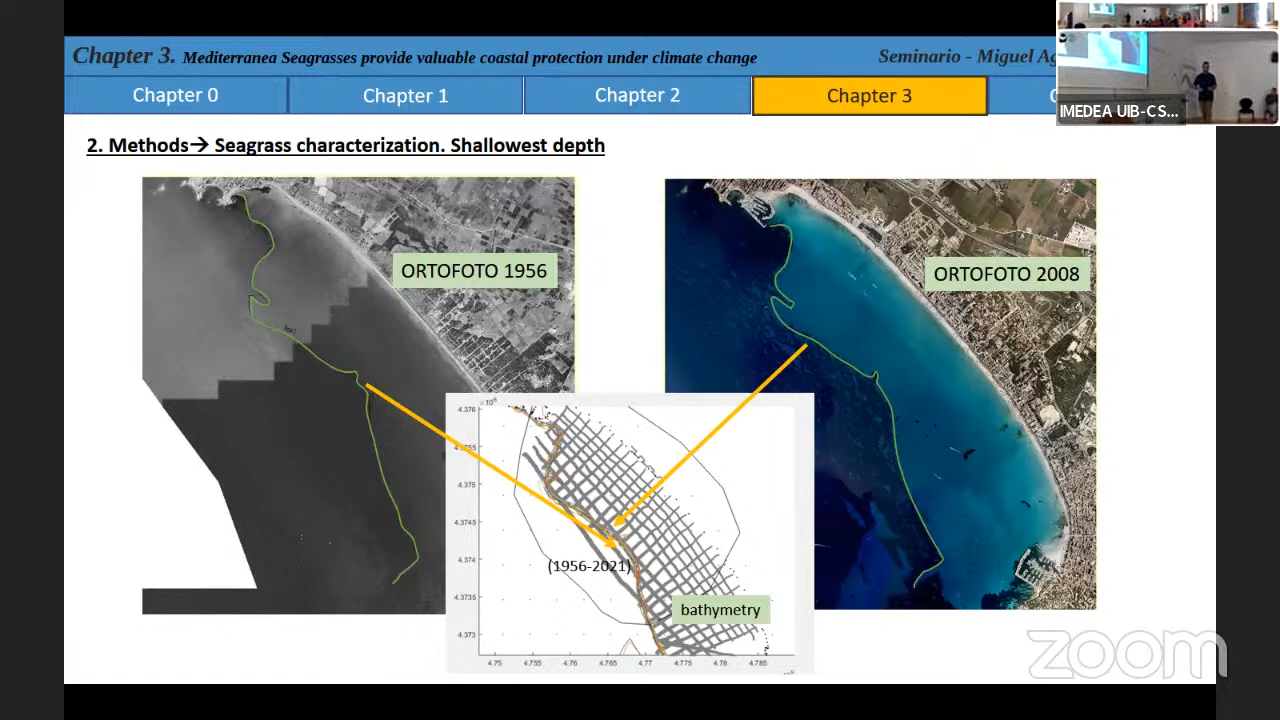 Chapter 3. Mediterranea Seagrasses provide valuable coastal protection under climate change
Seminario - Miguel Ag
Chapter 0
Chapter 1
Chapter 2
Chapter 3
IMEDEA UIB-CS...
2. Methods→ Seagrass characterization. Shallowest depth
ORTOFOTO 1956
ORTOFOTO 2008
4.376
4.3755
4.375
4.3745
4.374
4.3735
4.373
(1956-2021)
bathymetry
4.75 4.755 4.76 4.765 4.77 4.775 4.78 4.785
zoom